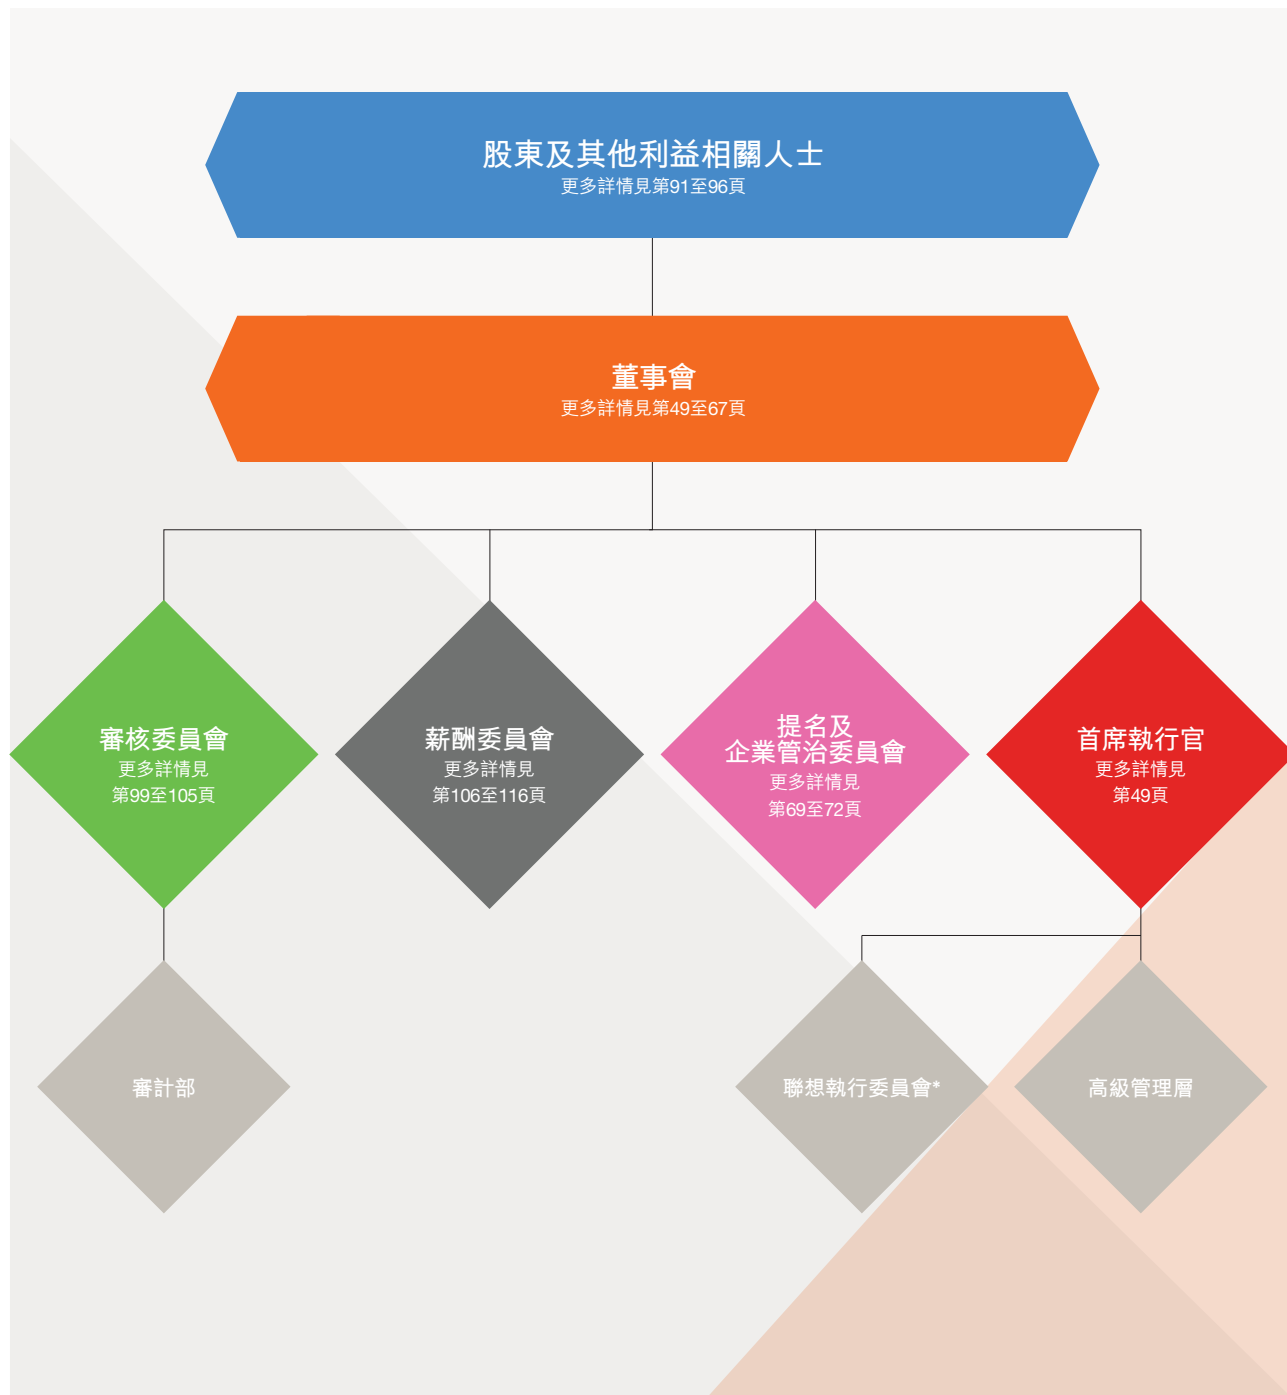 股東及其他利益相關人士
更多詳情見第91至96頁
董事會
更多詳情見第49至67頁
審核委員會
更多詳情見
第99至105頁
薪酬委員會
更多詳情見
第106至116頁
提名及
企業管治委員會
更多詳情見
第69至72頁
首席執行官
更多詳情見
第49頁
審計部
聯想執行委員會*
高級管理層